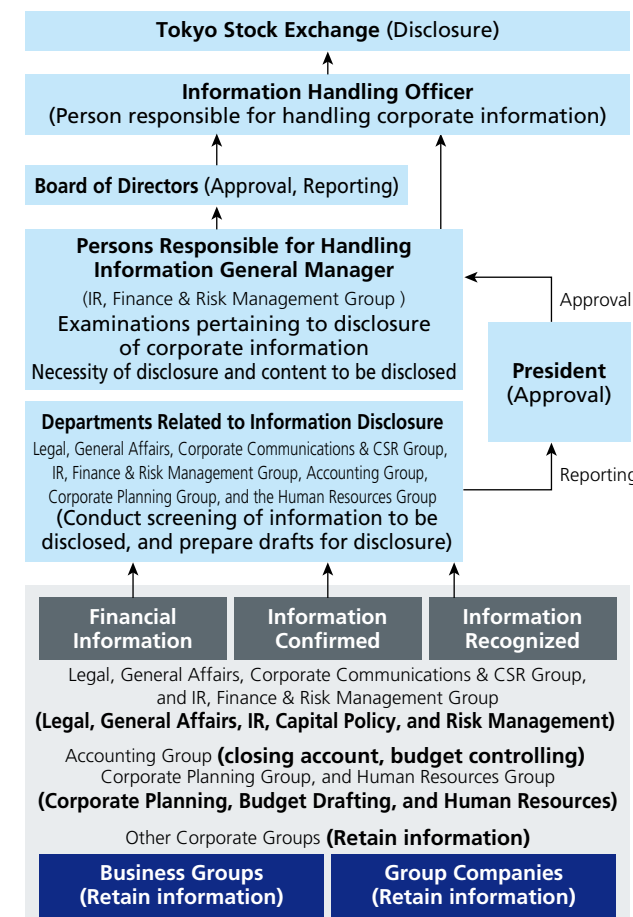 Tokyo Stock Exchange (Disclosure)
Information Handling Officer
(Person responsible for handling corporate information)
Board of Directors (Approval, Reporting)
Persons Responsible for Handling
Information General Manager
(IR, Finance & Risk Management Group )
Examinations pertaining to disclosure
of corporate information
Necessity of disclosure and content to be disclosed
Approval
President
(Approval)
Reporting
Departments Related to Information Disclosure
Legal, General Affairs, Corporate Communications & CSR Group,
IR, Finance & Risk Management Group, Accounting Group,
Corporate Planning Group, and the Human Resources Group
(Conduct screening of information to be
disclosed, and prepare drafts for disclosure)
Financial
Information
Information
Confirmed
Information
Recognized
Legal, General Affairs, Corporate Communications & CSR Group,
and IR, Finance & Risk Management Group
(Legal, General Affairs, IR, Capital Policy, and Risk Management)
Accounting Group (closing account, budget controlling)
Corporate Planning Group, and Human Resources Group
(Corporate Planning, Budget Drafting, and Human Resources)
Other Corporate Groups (Retain information)
Business Groups
(Retain information)
Group Companies
(Retain information)